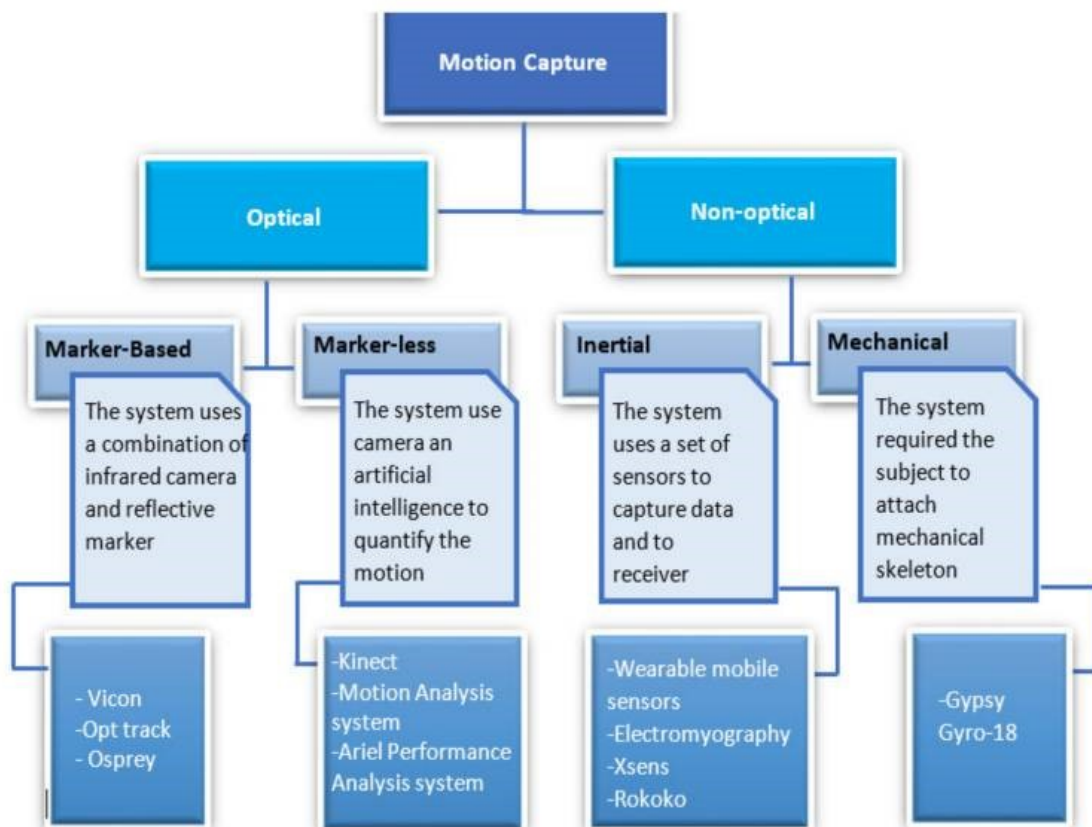 Motion Capture
Optical
Non-optical
Marker-Based
The system uses
a combination of
infrared camera
and reflective
marker
- Vicon
-Opt track
- Osprey
Marker-less
The system use
camera an
artificial
intelligence to
quantify the
motion
-Kinect
-Motion Analysis
system
-Ariel Performance
Analysis system
Inertial
The system
uses a set of
sensors to
capture data
and to
receiver
-Wearable mobile
sensors
-Electromyography
-Xsens
-Rokoko
Mechanical
The system
required the
subject to
attach
mechanical
skeleton
-Gypsy
Gyro-18